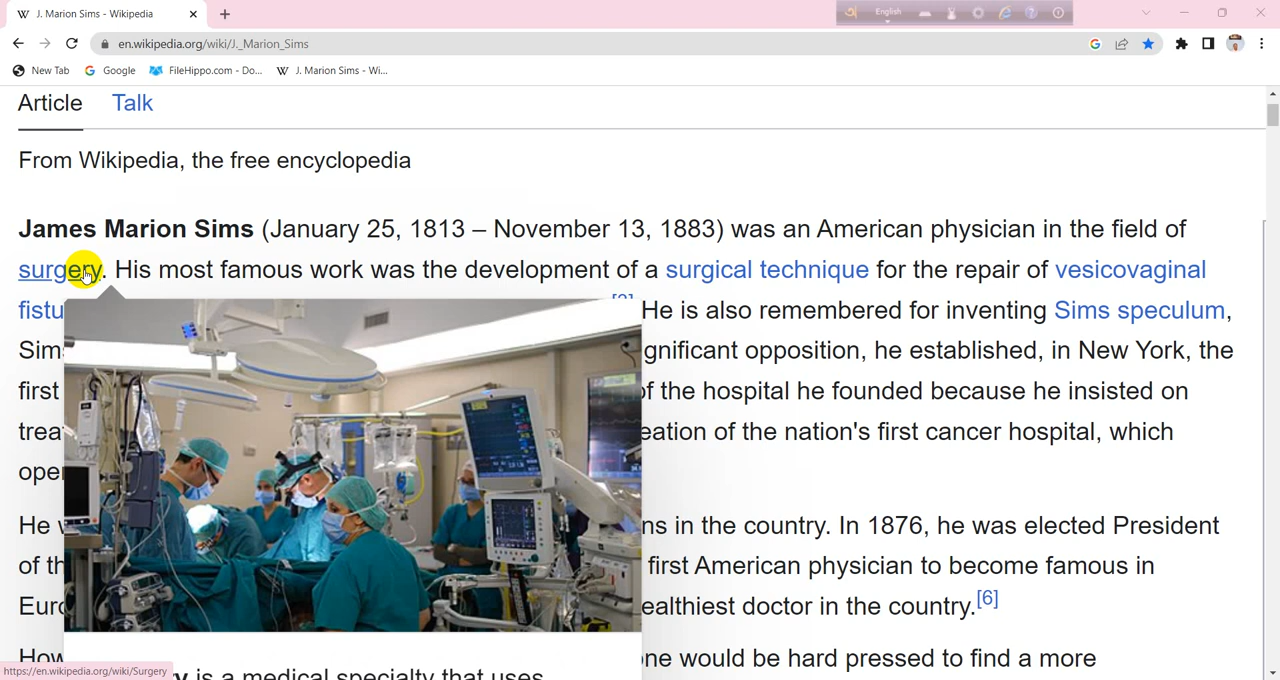 J. Marion Sims - Wikipedia
English
en.wikipedia.org/wiki/J._Marion_Sims
New Tab Google FileHippo.com - Do... J. Marion Sims - Wi...
Article Talk
From Wikipedia, the free encyclopedia
James Marion Sims (January 25, 1813 – November 13, 1883) was an American physician in the field of
surgery. His most famous work was the development of a surgical technique for the repair of vesicovaginal
fistu He is also remembered for inventing Sims speculum,
Sims gnificant opposition, he established, in New York, the
first of the hospital he founded because he insisted on
trea eation of the nation's first cancer hospital, which
oper
He ns in the country. In 1876, he was elected President
of th first American physician to become famous in
Euro ealthiest doctor in the country.[6]
How one would be hard pressed to find a more
https://en.wikipedia.org/wiki/Surgery
y is a medical specialty that uses